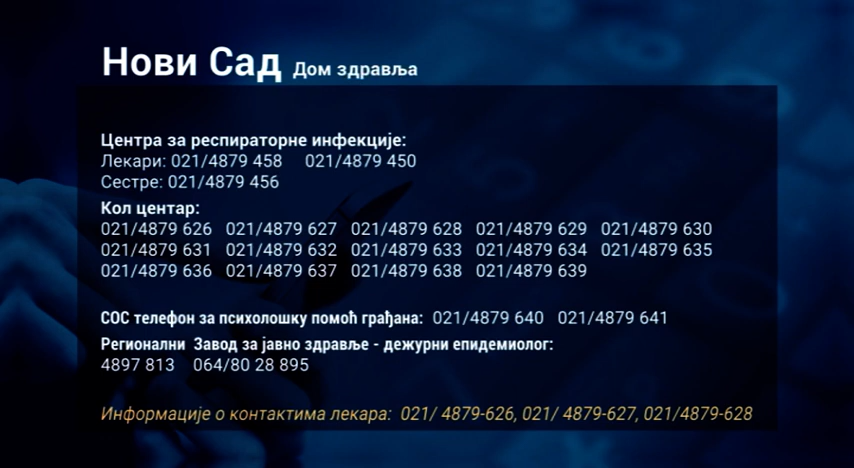 Нови Сад Дом здравља
Центра за респираторне инфекције:
Лекари: 021/4879 458 021/4879 450
Сестре: 021/4879 456
Кол центар:
021/4879 626 021/4879 627 021/4879 628 021/4879 629 021/4879 630
021/4879 631 021/4879 632 021/4879 633 021/4879 634 021/4879 635
021/4879 636 021/4879 637 021/4879 638 021/4879 639
СОС телефон за психолошку помоћ грађана: 021/4879 640 021/4879 641
Регионални Завод за јавно здравље - дежурни епидемиолог:
4897 813 064/80 28 895
Информације о контактима лекара: 021/ 4879-626, 021/ 4879-627, 021/4879-628